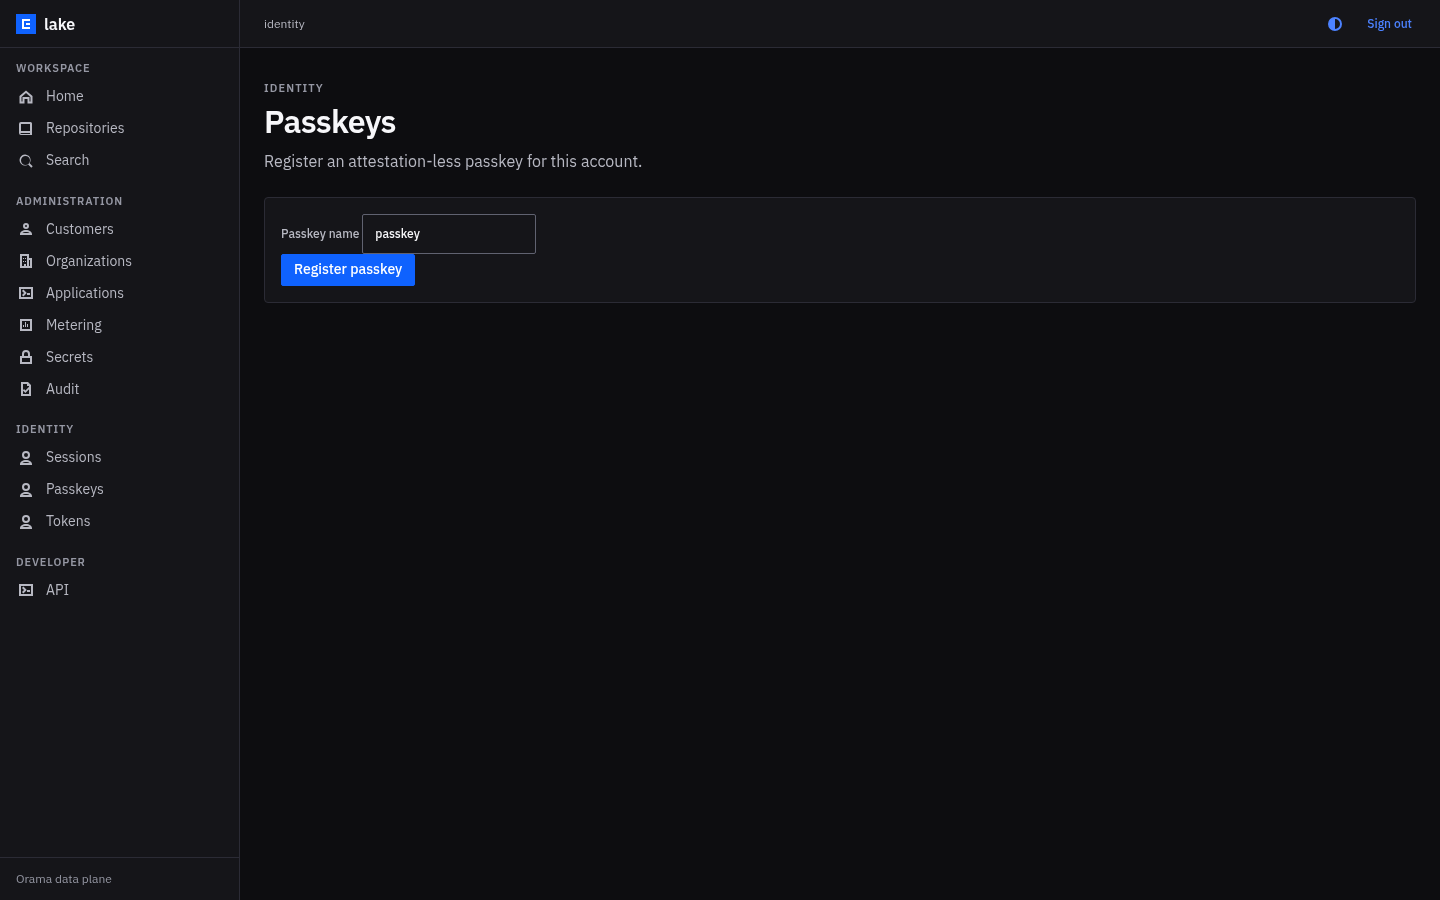 lake
identity
Sign out
WORKSPACE
Home
Repositories
Search
ADMINISTRATION
Customers
Organizations
Applications
Metering
Secrets
Audit
IDENTITY
Sessions
Passkeys
Tokens
DEVELOPER
API
Orama data plane
IDENTITY
Passkeys
Register an attestation-less passkey for this account.
Passkey name passkey
Register passkey